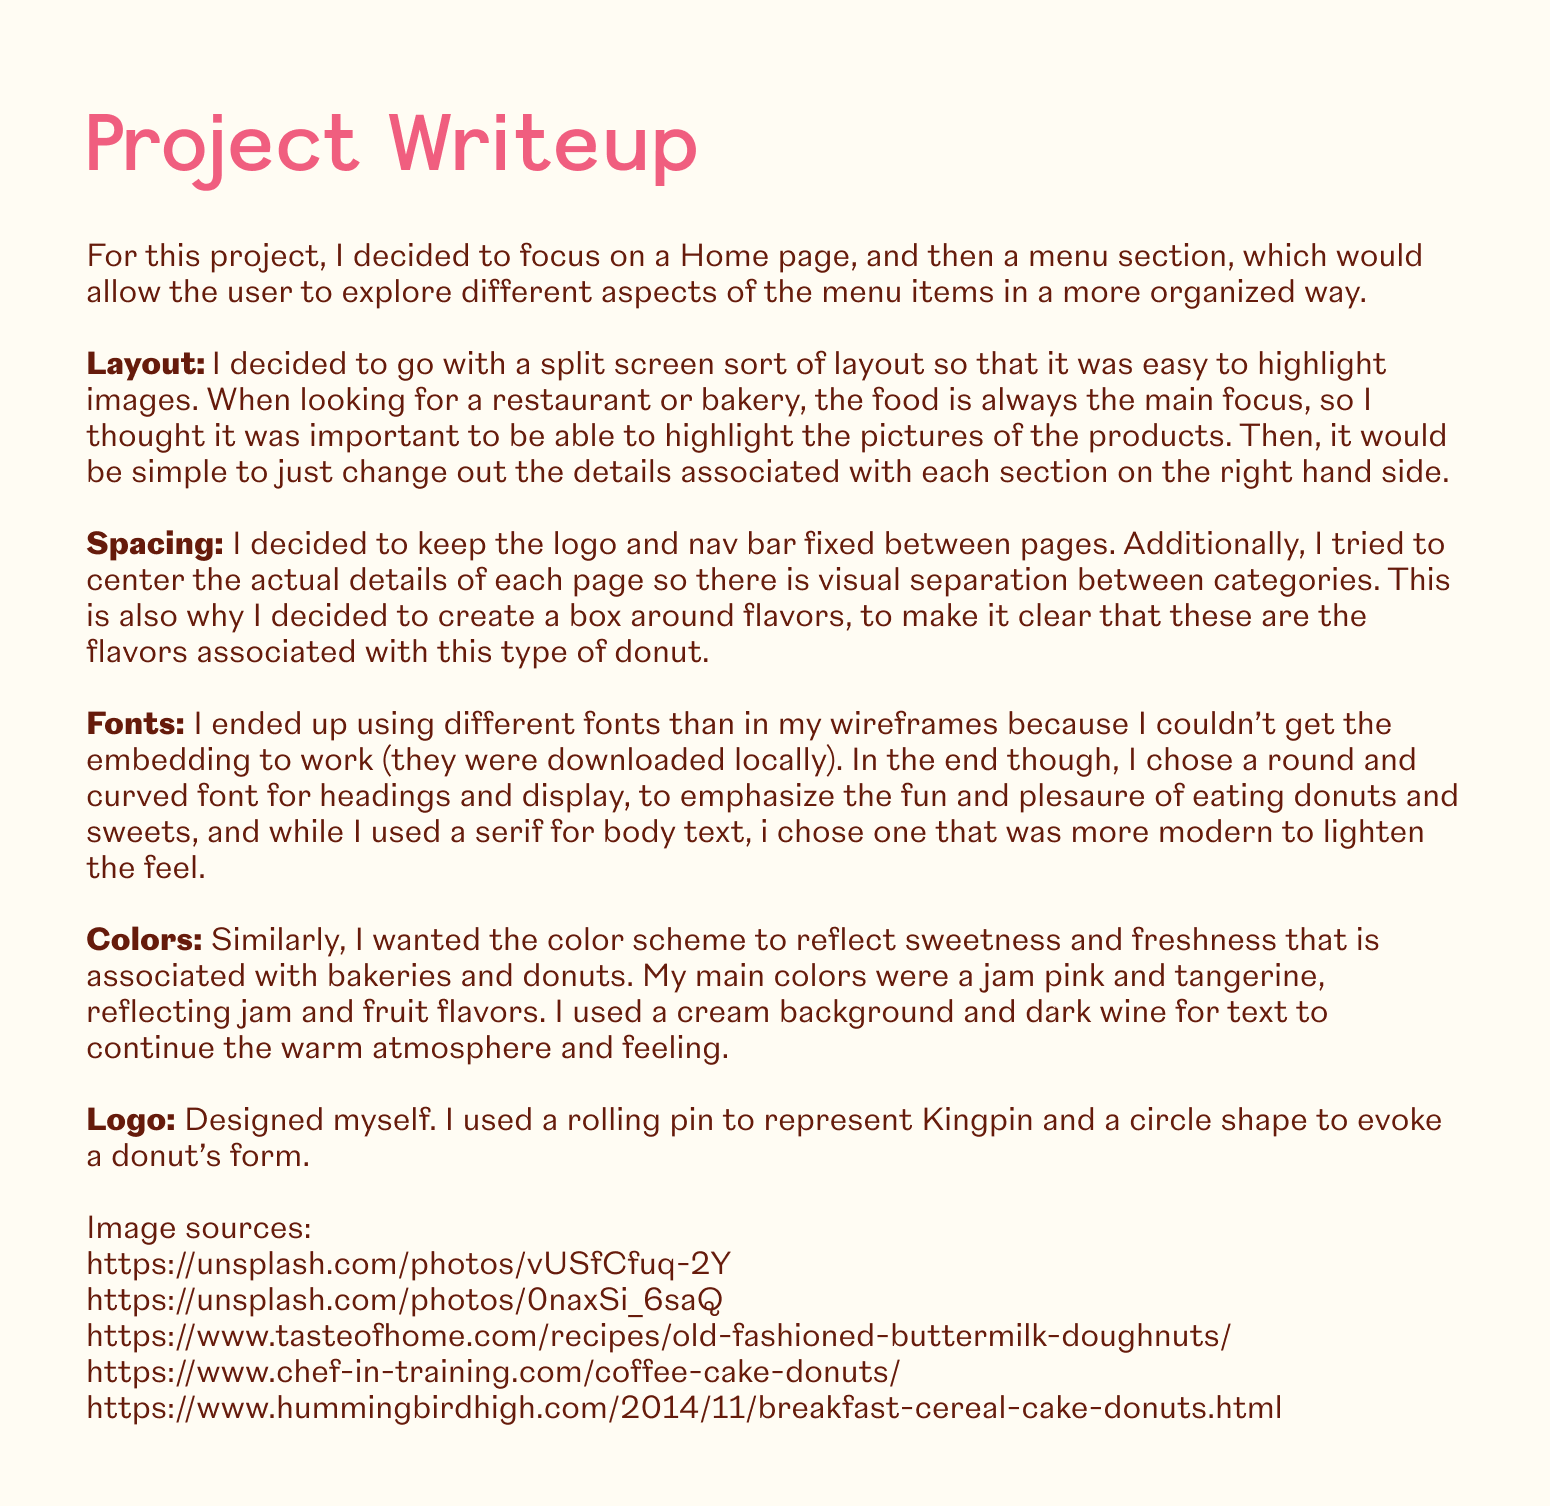 Project Writeup
For this project, I decided to focus on a Home page, and then a menu section, which would
allow the user to explore different aspects of the menu items in a more organized way.
Layout: I decided to go with a split screen sort of layout so that it was easy to highlight
images. When looking for a restaurant or bakery, the food is always the main focus, so I
thought it was important to be able to highlight the pictures of the products. Then, it would
be simple to just change out the details associated with each section on the right hand side.
Spacing: I decided to keep the logo and nav bar fixed between pages. Additionally, I tried to
center the actual details of each page so there is visual separation between categories. This
is also why I decided to create a box around flavors, to make it clear that these are the
flavors associated with this type of donut.
Fonts: I ended up using different fonts than in my wireframes because I couldn’t get the
embedding to work (they were downloaded locally). In the end though, I chose a round and
curved font for headings and display, to emphasize the fun and plesaure of eating donuts and
sweets, and while I used a serif for body text, i chose one that was more modern to lighten
the feel.
Colors: Similarly, I wanted the color scheme to reflect sweetness and freshness that is
associated with bakeries and donuts. My main colors were a jam pink and tangerine,
reflecting jam and fruit flavors. I used a cream background and dark wine for text to
continue the warm atmosphere and feeling.
Logo: Designed myself. I used a rolling pin to represent Kingpin and a circle shape to evoke
a donut’s form.
Image sources:
https://unsplash.com/photos/vUSfCfuq-2Y
https://unsplash.com/photos/0naxSi_6saQ
https://www.tasteofhome.com/recipes/old-fashioned-buttermilk-doughnuts/
https://www.chef-in-training.com/coffee-cake-donuts/
https://www.hummingbirdhigh.com/2014/11/breakfast-cereal-cake-donuts.html